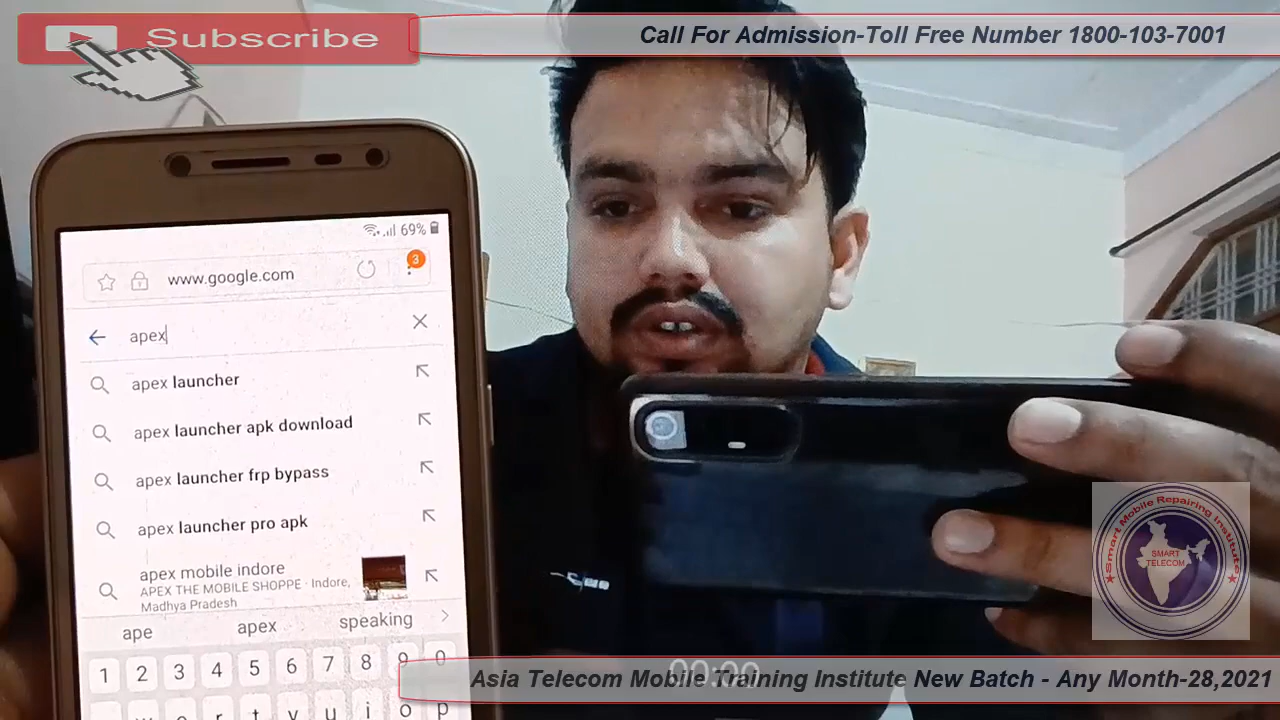 Subscribe
Call For Admission-Toll Free Number 1800-103-7001
69%
www.google.com
3
apex
apex launcher
apex launcher apk download
apex launcher frp bypass
apex launcher pro apk
apex mobile indore
APEX THE MOBILE SHOPPE · Indore,
Madhya Pradesh
ape apex speaking
1 2 3 4 5 6 7 8 9 0
e r t y u i o p
Smart Mobile Repairing Institute
SMART
TELECOM
00:00
Asia Telecom Mobile Training Institute New Batch - Any Month-28,2021